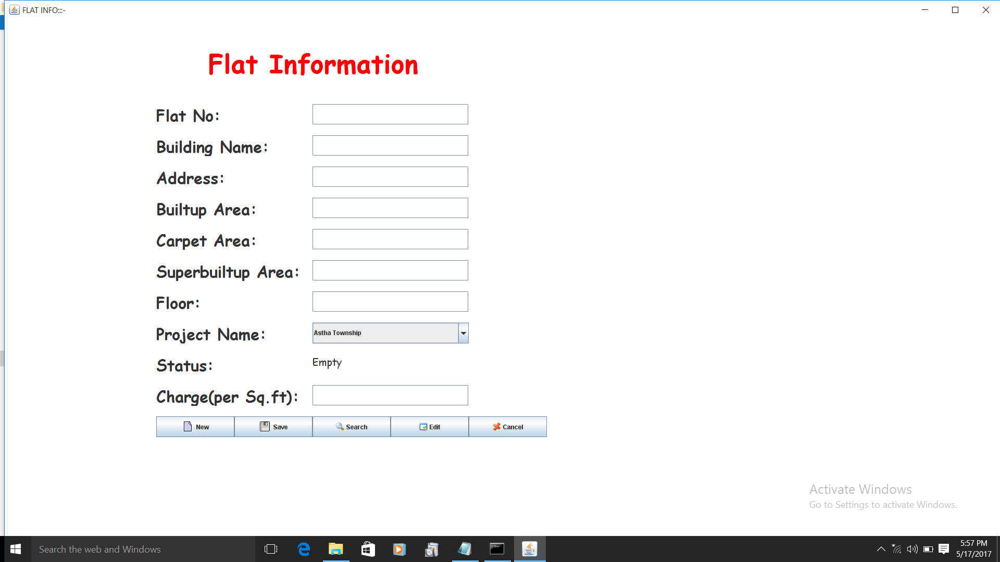 FLAT INFO:::-
Flat Information
Flat No:
Building Name:
Address:
Builtup Area:
Carpet Area:
Superbuiltup Area:
Floor:
Project Name: Astha Township
Status: Empty
Charge(per Sq.ft):
New Save Search Edit Cancel
Activate Windows
Go to Settings to activate Windows.
Search the web and Windows
5:57 PM
5/17/2017